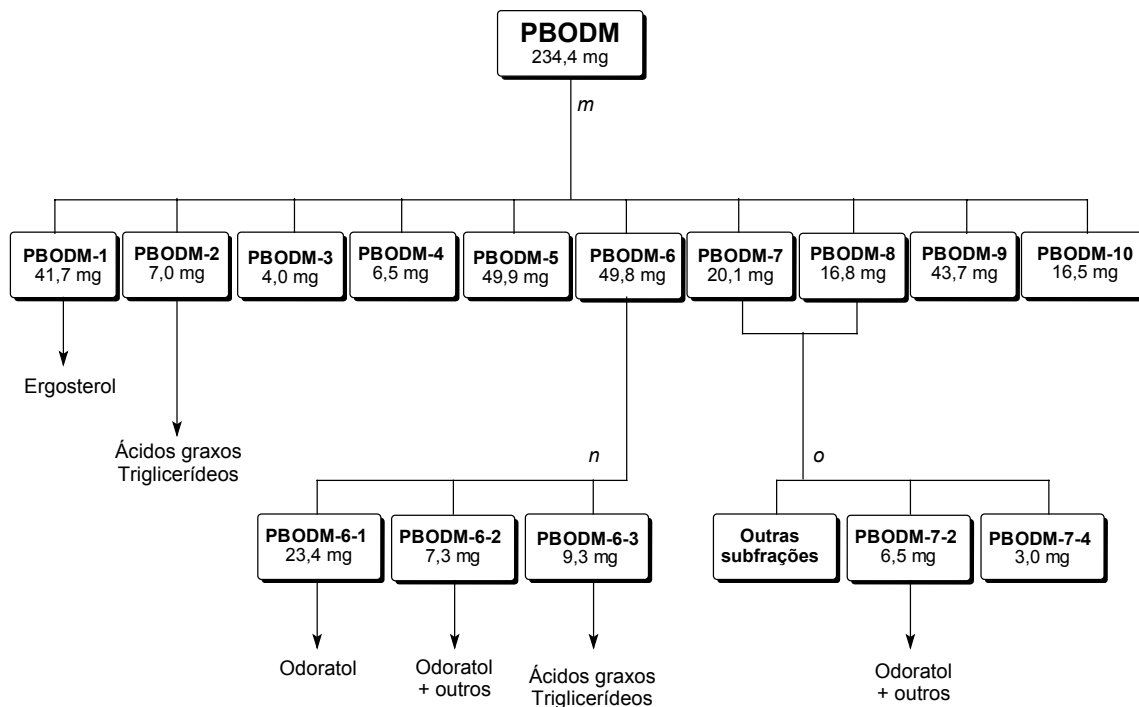 PBODM
234,4 mg
m
PBODM-1
41,7 mg
PBODM-2
7,0 mg
PBODM-3
4,0 mg
PBODM-4
6,5 mg
PBODM-5
49,9 mg
PBODM-6
49,8 mg
PBODM-7
20,1 mg
PBODM-8
16,8 mg
PBODM-9
43,7 mg
PBODM-10
16,5 mg
Ergosterol
Ácidos graxos
Triglicerídeos
n
o
PBODM-6-1
23,4 mg
PBODM-6-2
7,3 mg
PBODM-6-3
9,3 mg
Outras
subfrações
PBODM-7-2
6,5 mg
PBODM-7-4
3,0 mg
Odoratol
Odoratol
+ outros
Ácidos graxos
Triglicerídeos
Odoratol
+ outros